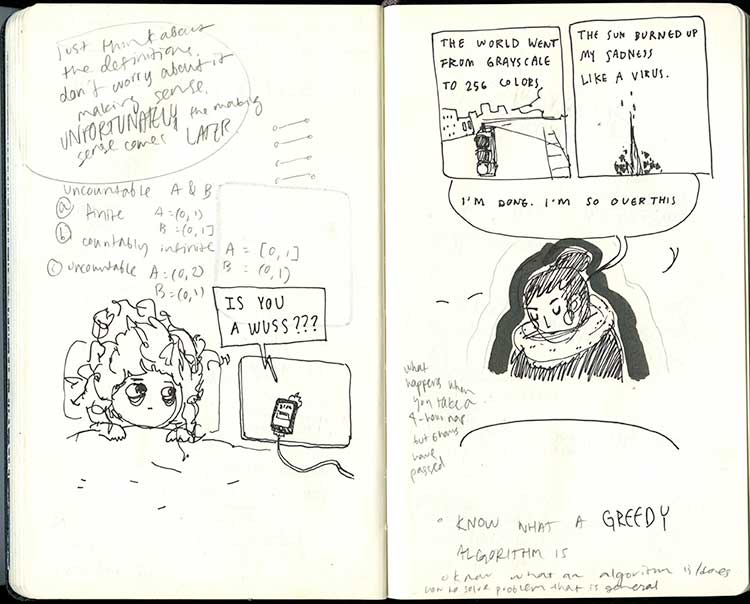 Just think about
the definitions.
don't worry about it
making sense.
UNFORTUNATELY the making
sense comes LATER
uncountable A & B
(a) finite A = (0, 1)
B = (0, 1]
(b) countably infinite A = [0, 1]
B = (0, 1)
(c) uncountable A = (0, 2)
B = (0, 1)
IS YOU
A WUSS???
THE WORLD WENT
FROM GRAYSCALE
TO 256 COLORS
THE SUN BURNED UP
MY SADNESS
LIKE A VIRUS.
I'M DONE. I'M SO OVER THIS
what
happens when
you take a
4-hour nap
but 6 hours
have
passed
KNOW WHAT A GREEDY
ALGORITHM IS
know what an algorithm is/does
how to solve problem that is general